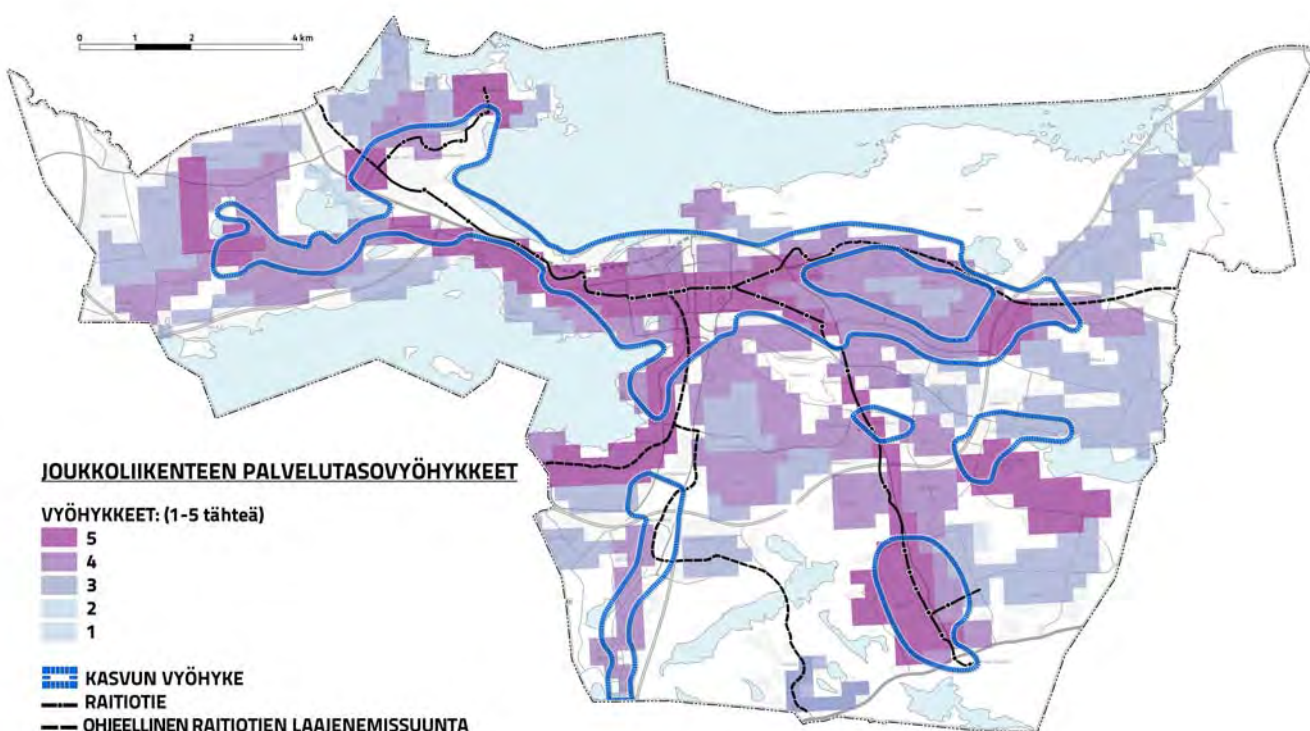 0 1 2 4 km
JOUKKOLIIKENTEEN PALVELUTASOVYÖHYKKEET
VYÖHYKKEET: (1-5 tähteä)
5
4
3
2
1
KASVUN VYÖHYKE
RAITIOTIE
OHJEELLINEN RAITIOTIEN LAAJENEMISSUUNTA